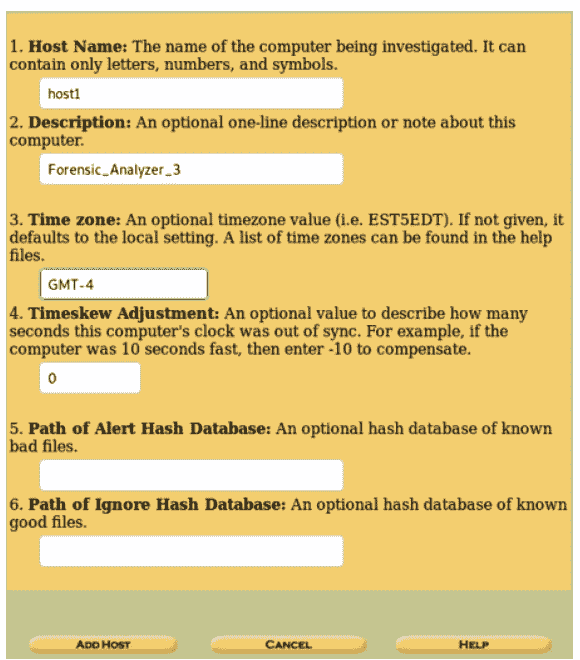 1. Host Name: The name of the computer being investigated. It can
contain only letters, numbers, and symbols.
host1
2. Description: An optional one-line description or note about this
computer.
Forensic_Analyzer_3
3. Time zone: An optional timezone value (i.e. EST5EDT). If not given, it
defaults to the local setting. A list of time zones can be found in the help
files.
GMT-4
4. Timeskew Adjustment: An optional value to describe how many
seconds this computer's clock was out of sync. For example, if the
computer was 10 seconds fast, then enter -10 to compensate.
0
5. Path of Alert Hash Database: An optional hash database of known
bad files.
6. Path of Ignore Hash Database: An optional hash database of known
good files.
ADD HOST CANCEL HELP